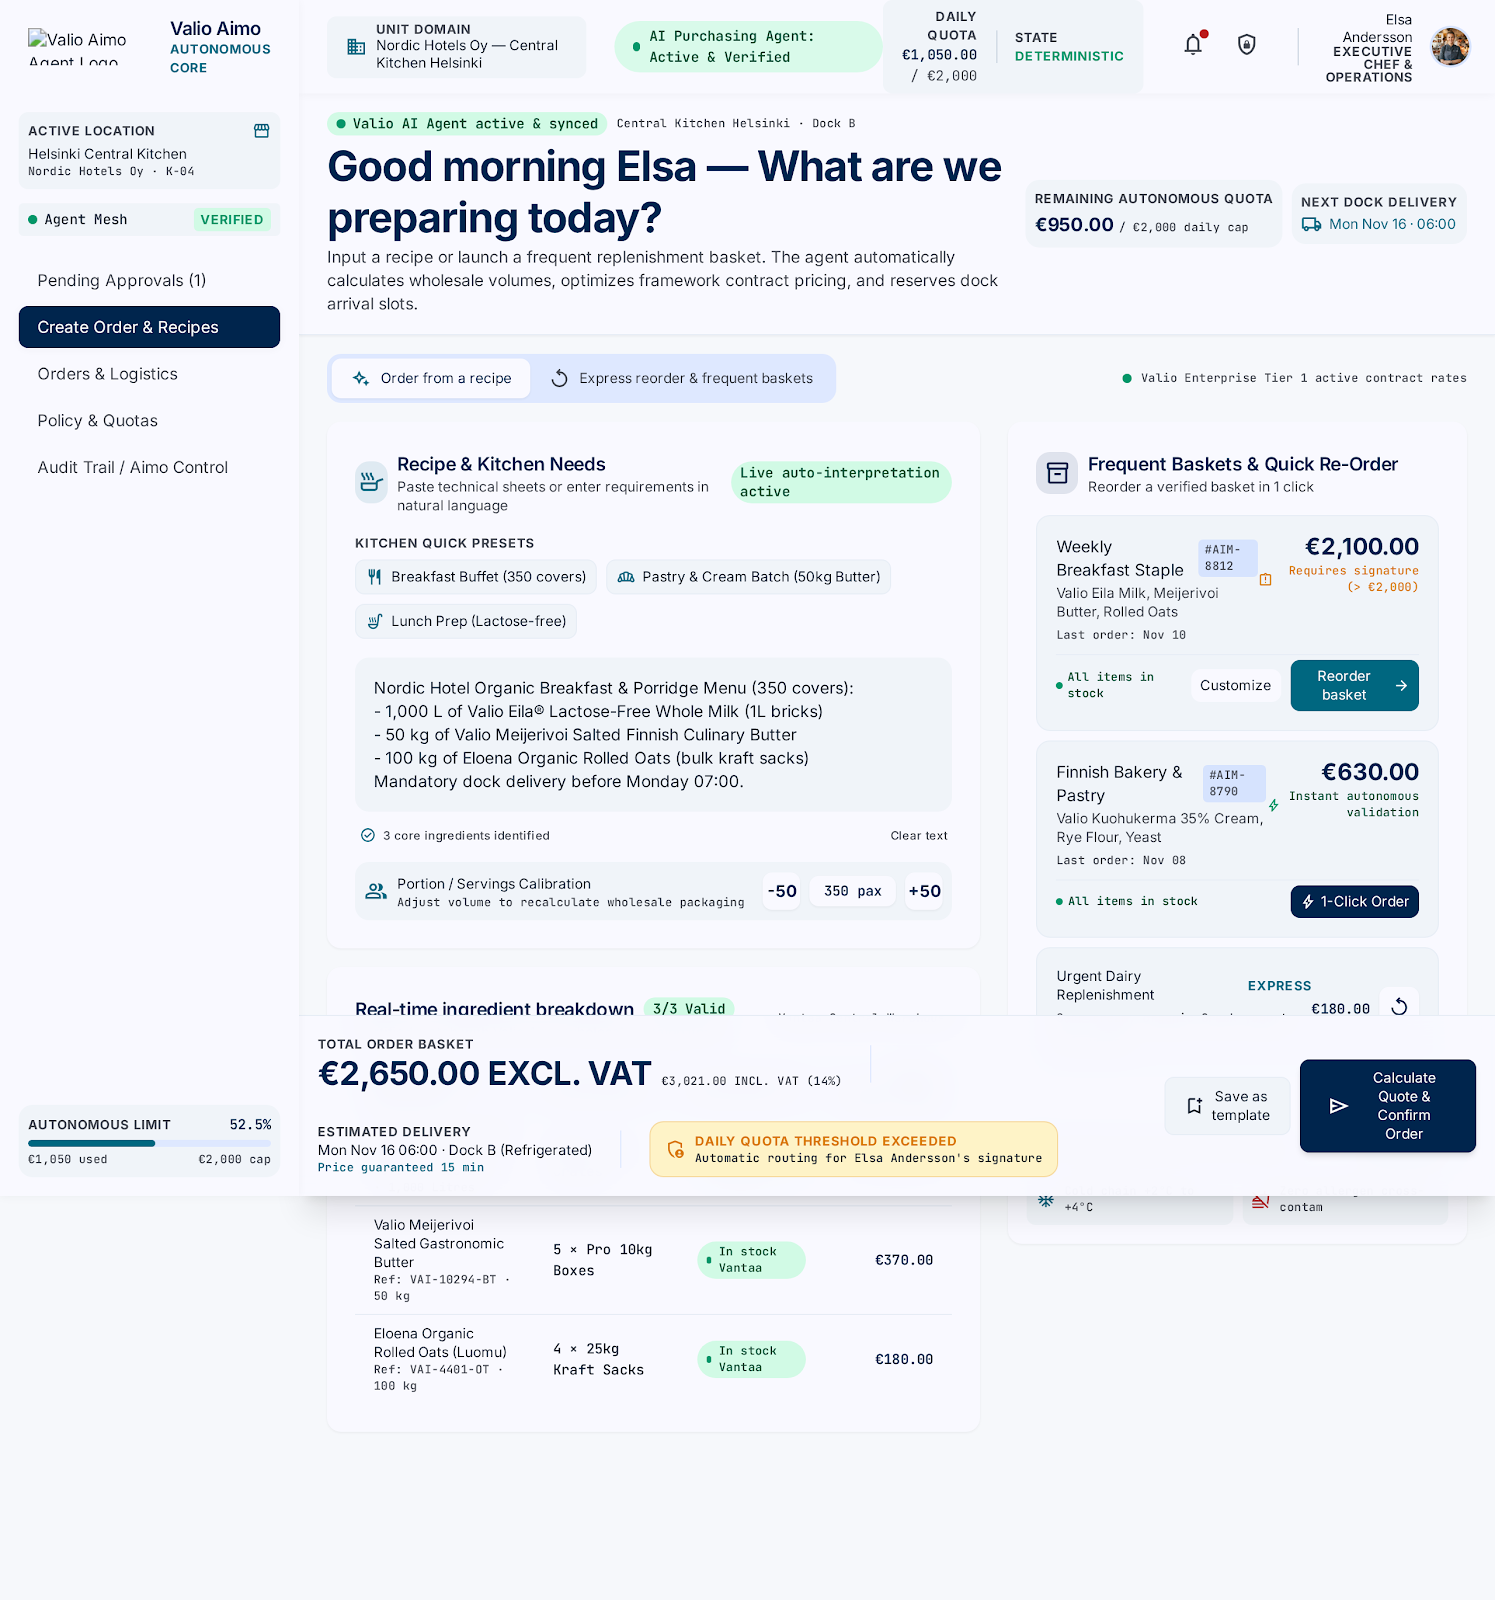 Valio Aimo
Agent Logo
Valio Aimo
AUTONOMOUS
CORE
ACTIVE LOCATION
Helsinki Central Kitchen
Nordic Hotels Oy · K-04
Agent Mesh
VERIFIED
Pending Approvals (1)
Create Order & Recipes
Orders & Logistics
Policy & Quotas
Audit Trail / Aimo Control
AUTONOMOUS LIMIT
52.5%
€1,050 used
€2,000 cap
UNIT DOMAIN
Nordic Hotels Oy — Central
Kitchen Helsinki
AI Purchasing Agent:
Active & Verified
DAILY
QUOTA
€1,050.00
/ €2,000
STATE
DETERMINISTIC
Elsa
Andersson
EXECUTIVE
CHEF &
OPERATIONS
Valio AI Agent active & synced
Central Kitchen Helsinki · Dock B
Good morning Elsa — What are we
preparing today?
Input a recipe or launch a frequent replenishment basket. The agent automatically
calculates wholesale volumes, optimizes framework contract pricing, and reserves dock
arrival slots.
REMAINING AUTONOMOUS QUOTA
€950.00 / €2,000 daily cap
NEXT DOCK DELIVERY
Mon Nov 16 · 06:00
Order from a recipe
Express reorder & frequent baskets
Valio Enterprise Tier 1 active contract rates
Recipe & Kitchen Needs
Paste technical sheets or enter requirements in
natural language
Live auto-interpretation
active
KITCHEN QUICK PRESETS
Breakfast Buffet (350 covers)
Pastry & Cream Batch (50kg Butter)
Lunch Prep (Lactose-free)
Nordic Hotel Organic Breakfast & Porridge Menu (350 covers):
- 1,000 L of Valio Eila® Lactose-Free Whole Milk (1L bricks)
- 50 kg of Valio Meijerivoi Salted Finnish Culinary Butter
- 100 kg of Eloena Organic Rolled Oats (bulk kraft sacks)
Mandatory dock delivery before Monday 07:00.
3 core ingredients identified
Clear text
Portion / Servings Calibration
Adjust volume to recalculate wholesale packaging
-50
350 pax
+50
Real-time ingredient breakdown
3/3 Valid
Frequent Baskets & Quick Re-Order
Reorder a verified basket in 1 click
Weekly
Breakfast Staple
#AIM-
8812
Valio Eila Milk, Meijerivoi
Butter, Rolled Oats
Last order: Nov 10
€2,100.00
Requires signature
(> €2,000)
All items in
stock
Customize
Reorder
basket
Finnish Bakery &
Pastry
#AIM-
8790
Valio Kuohukerma 35% Cream,
Rye Flour, Yeast
Last order: Nov 08
€630.00
Instant autonomous
validation
All items in stock
1-Click Order
Urgent Dairy
Replenishment
EXPRESS
€180.00
TOTAL ORDER BASKET
€2,650.00 EXCL. VAT €3,021.00 INCL. VAT (14%)
ESTIMATED DELIVERY
Mon Nov 16 06:00 · Dock B (Refrigerated)
Price guaranteed 15 min
DAILY QUOTA THRESHOLD EXCEEDED
Automatic routing for Elsa Andersson's signature
Save as
template
Calculate
Quote &
Confirm
Order
+4°C
contam
Valio Meijerivoi
Salted Gastronomic
Butter
Ref: VAI-10294-BT ·
50 kg
5 × Pro 10kg
Boxes
In stock
Vantaa
€370.00
Eloena Organic
Rolled Oats (Luomu)
Ref: VAI-4401-OT ·
100 kg
4 × 25kg
Kraft Sacks
In stock
Vantaa
€180.00